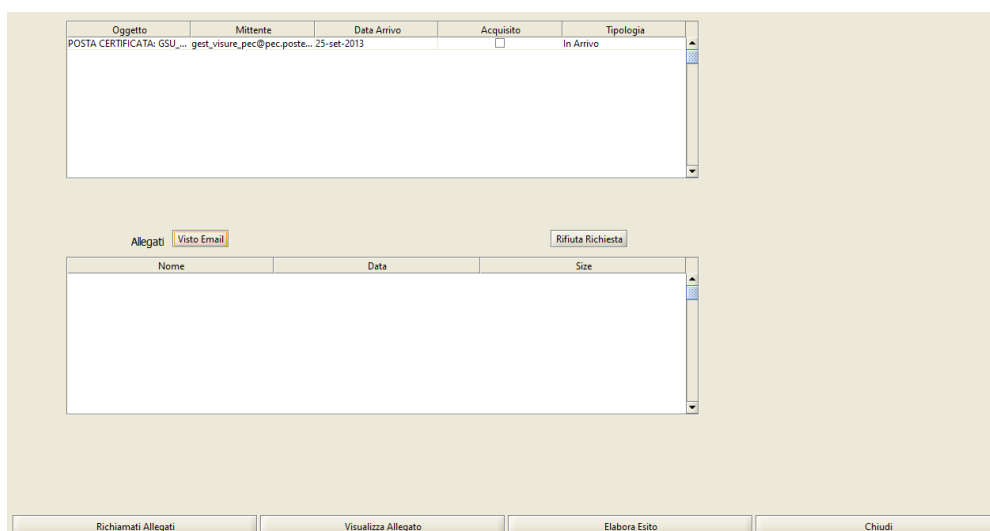 Oggetto Mittente Data Arrivo Acquisito Tipologia
POSTA CERTIFICATA: GSU_... gest_visure_pec@pec.poste... 25-set-2013 In Arrivo
Allegati Visto Email Rifiuta Richiesta
Nome Data Size
Richiamati Allegati Visualizza Allegato Elabora Esito Chiudi